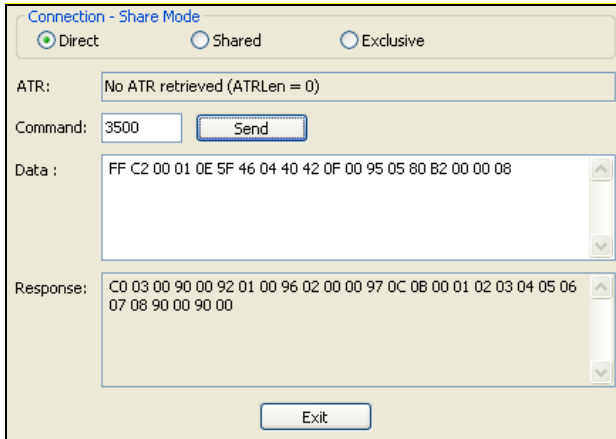 Connection - Share Mode
Direct Shared Exclusive
ATR: No ATR retrieved (ATRLen = 0)
Command: 3500 Send
Data : FF C2 00 01 0E 5F 46 04 40 42 0F 00 95 05 80 B2 00 00 08
Response: C0 03 00 90 00 92 01 00 96 02 00 00 97 0C 0B 00 01 02 03 04 05 06
07 08 90 00 90 00
Exit